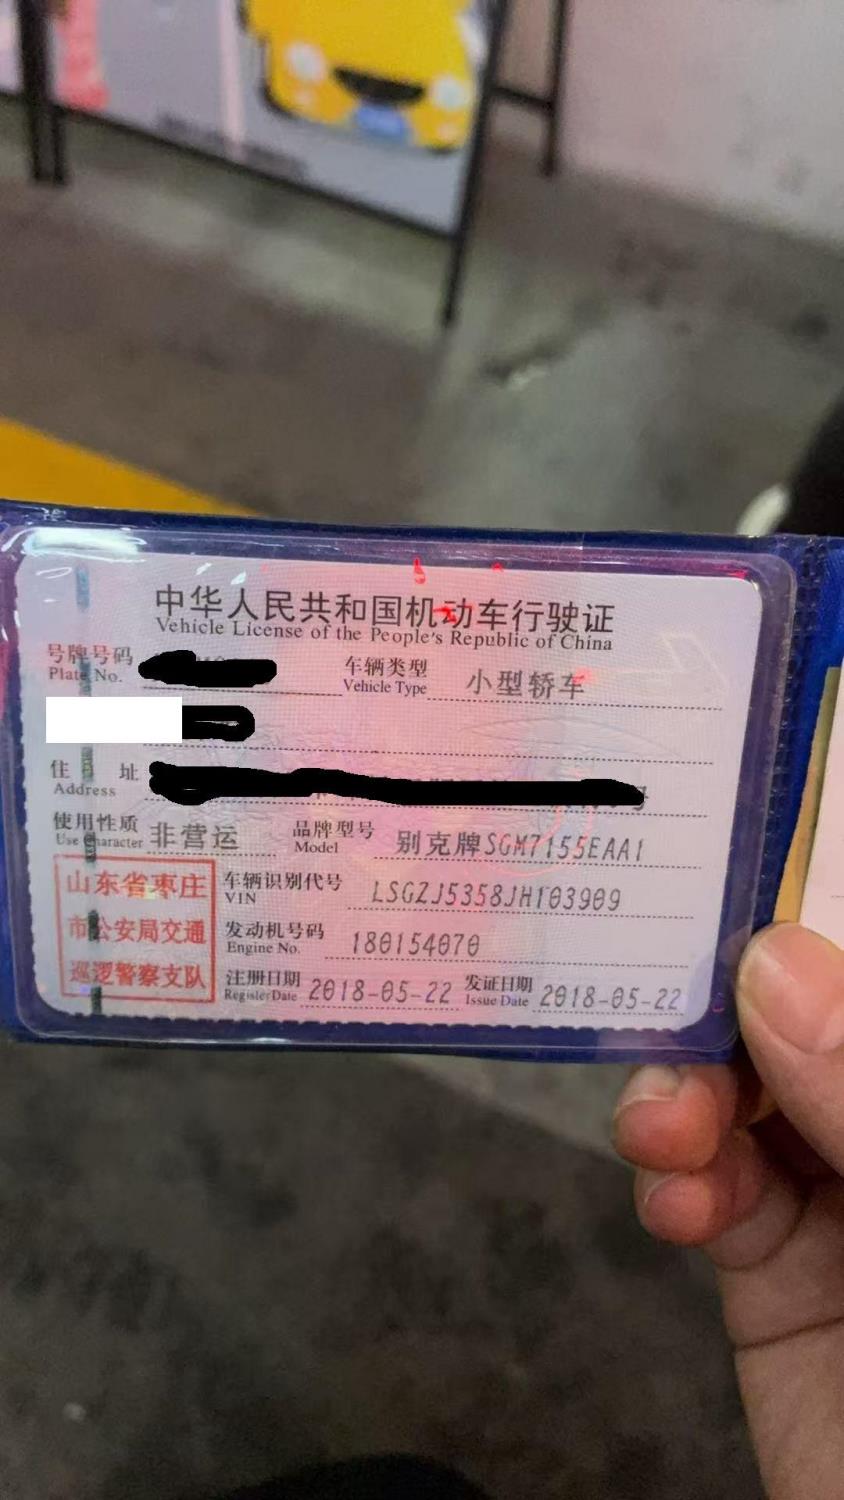 中华人民共和国机动车行驶证
Vehicle License of the People's Republic of China
号牌号码 车辆类型 小型轿车
Plate No. Vehicle Type
住 址
Address
使用性质 非营运 品牌型号 别克牌SGM7155EAA1
Use Character Model
山东省枣庄
市公安局交通
巡逻警察支队
车辆识别代号 LSGZJ5358JH103909
VIN
发动机号码 180154070
Engine No.
注册日期 2018-05-22 发证日期 2018-05-22
Register Date Issue Date